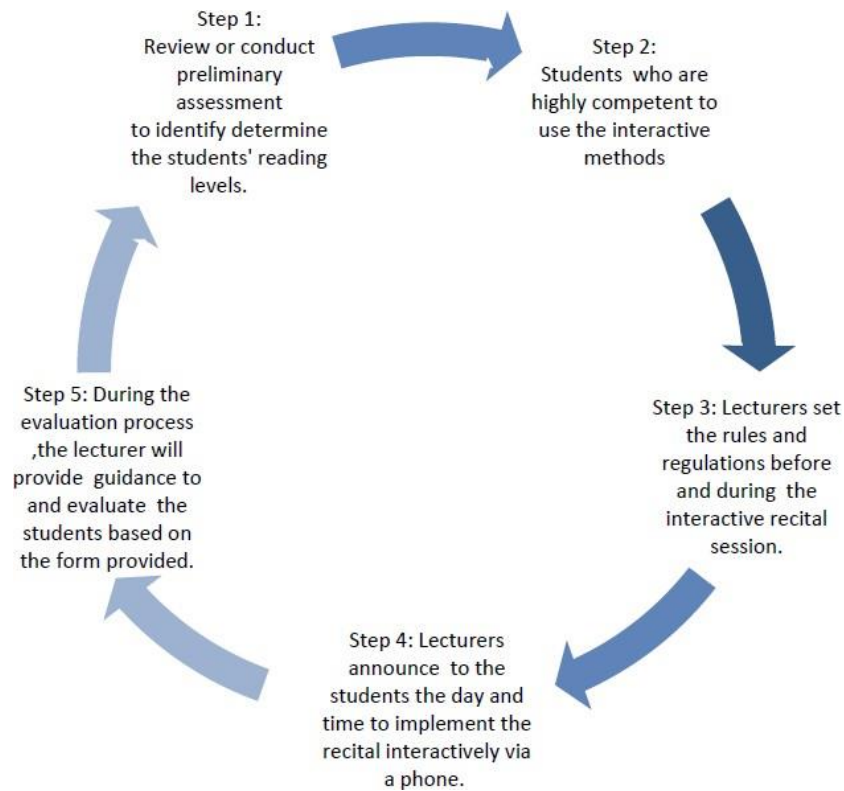 Step 1:
Review or conduct
preliminary
assessment
to identify determine
the students' reading
levels.
Step 2:
Students who are
highly competent to
use the interactive
methods
Step 3: Lecturers set
the rules and
regulations before
and during the
interactive recital
session.
Step 4: Lecturers
announce to the
students the day and
time to implement the
recital interactively via
a phone.
Step 5: During the
evaluation process
,the lecturer will
provide guidance to
and evaluate the
students based on
the form provided.